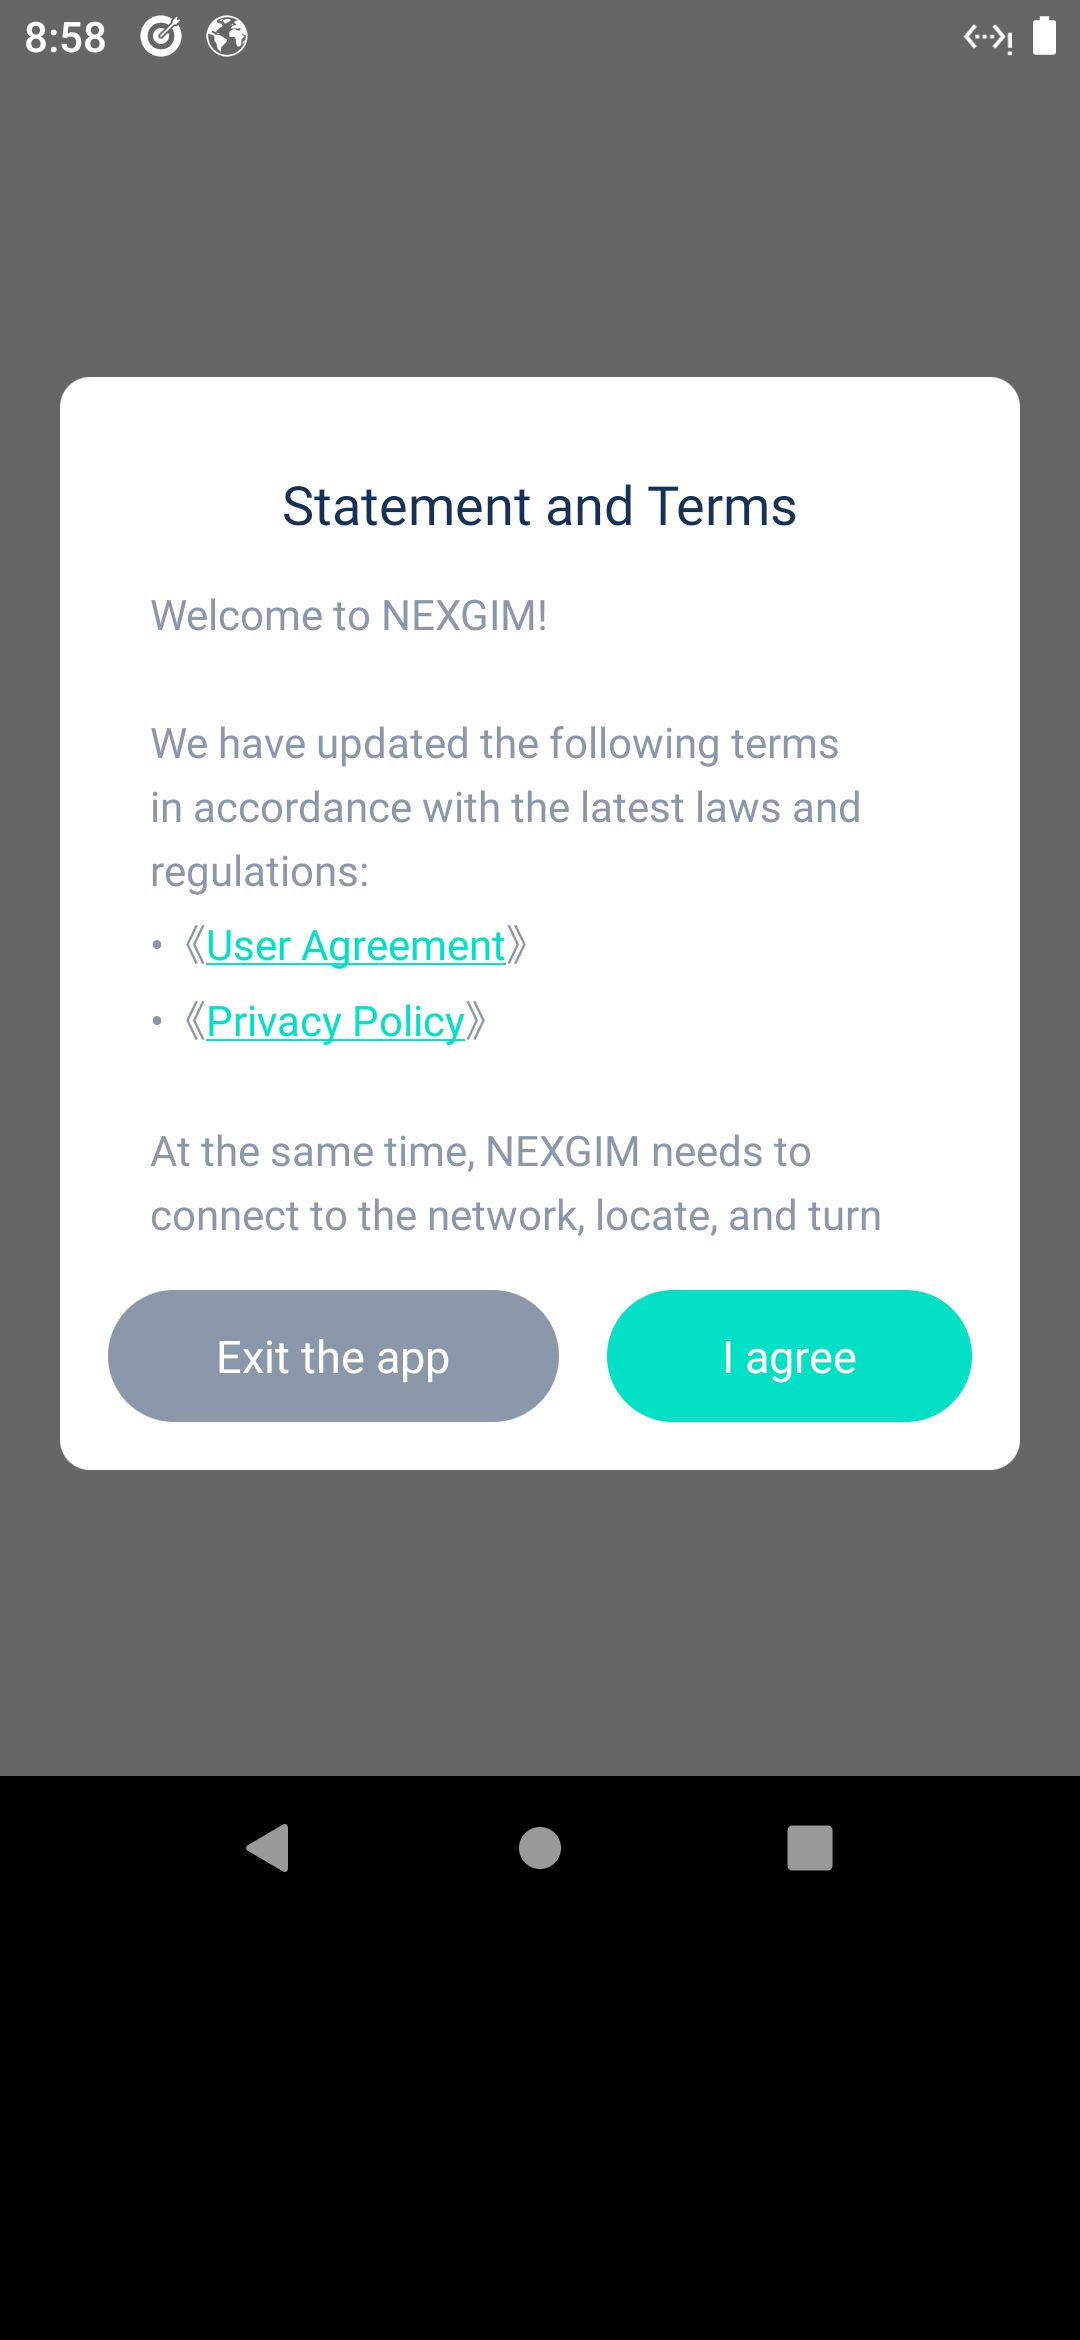 8:58
Statement and Terms
Welcome to NEXGIM!
We have updated the following terms
in accordance with the latest laws and
regulations:
• 《User Agreement》
• 《Privacy Policy》
At the same time, NEXGIM needs to
connect to the network, locate, and turn
Exit the app
I agree